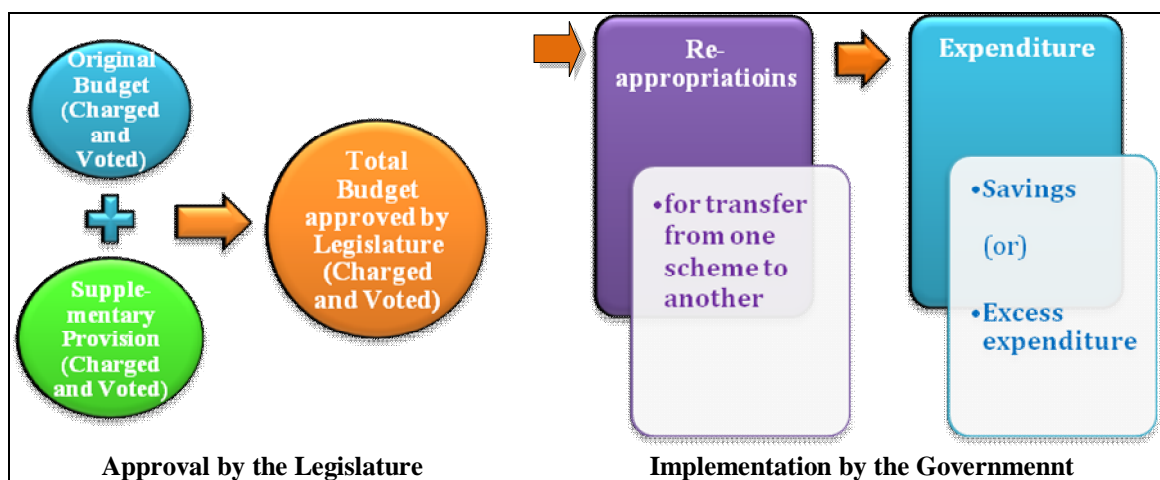 Original
Budget
(Charged
and
Voted)
Supple-
mentary
Provision
(Charged
and Voted)
Total
Budget
approved by
Legislature
(Charged
and Voted)
Approval by the Legislature
Re-
appropriatioins
•for transfer
from one
scheme to
another
Expenditure
•Savings
(or)
•Excess
expenditure
Implementation by the Governmennt